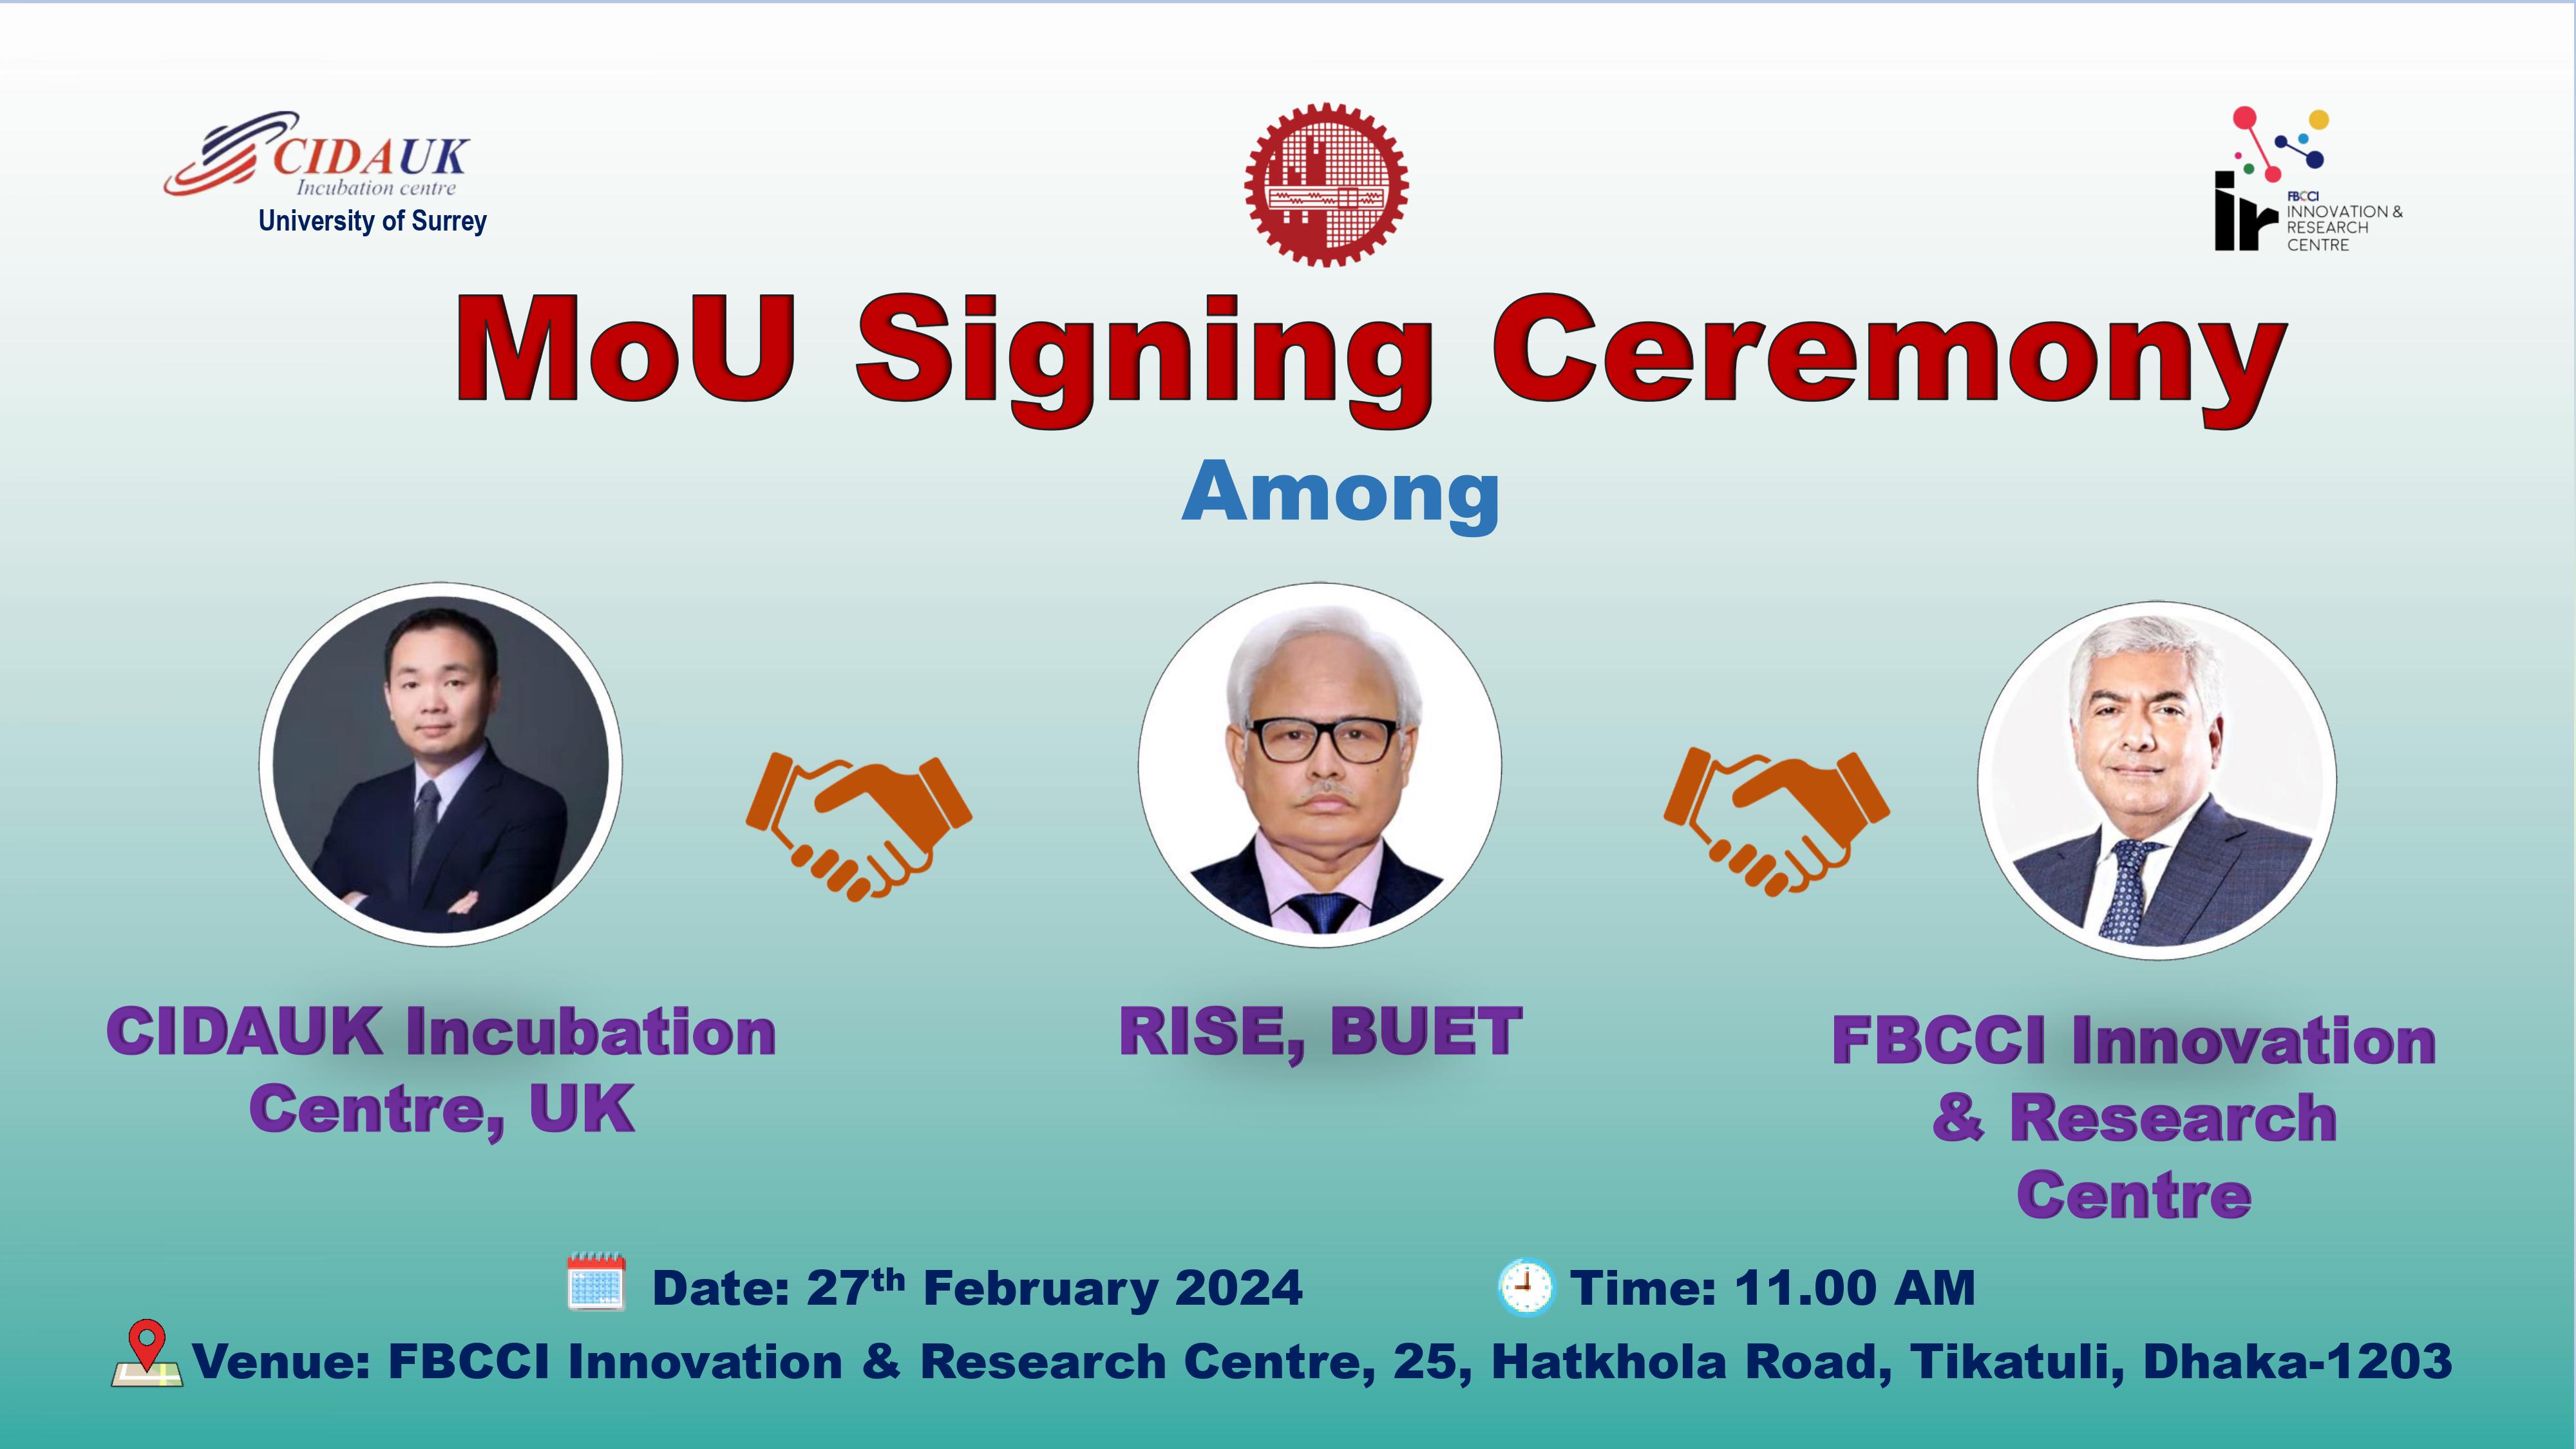 CIDAUK
Incubation centre
University of Surrey
ir
FBCCI
INNOVATION &
RESEARCH
CENTRE
MoU Signing Ceremony
Among
CIDAUK Incubation
Centre, UK
RISE, BUET
FBCCI Innovation
& Research
Centre
Date: 27th February 2024
Time: 11.00 AM
Venue: FBCCI Innovation & Research Centre, 25, Hatkhola Road, Tikatuli, Dhaka-1203